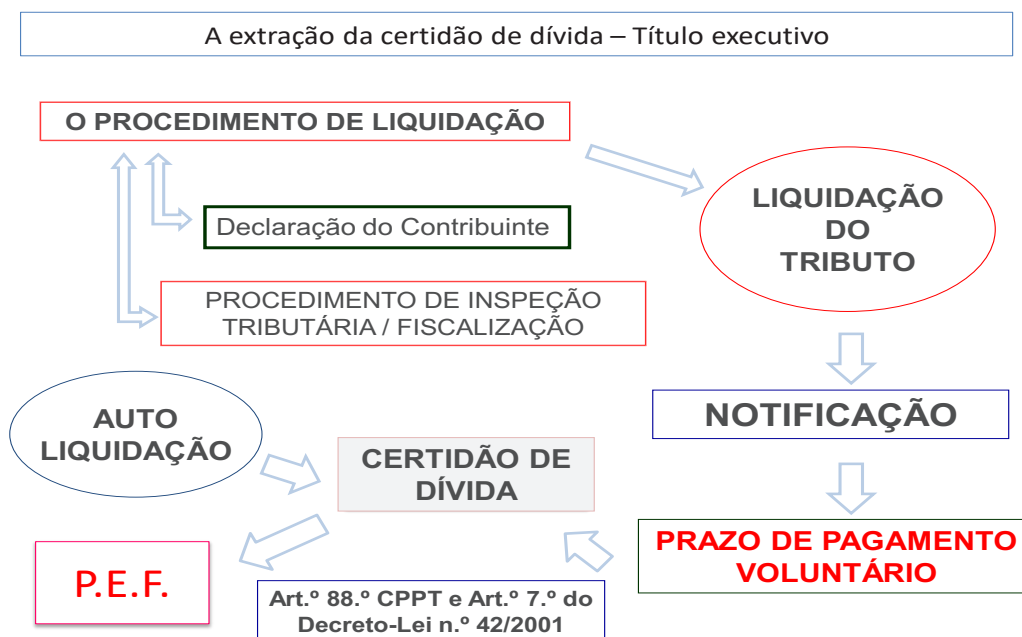 A extração da certidão de dívida – Título executivo
O PROCEDIMENTO DE LIQUIDAÇÃO
Declaração do Contribuinte
PROCEDIMENTO DE INSPEÇÃO
TRIBUTÁRIA / FISCALIZAÇÃO
LIQUIDAÇÃO
DO
TRIBUTO
NOTIFICAÇÃO
PRAZO DE PAGAMENTO
VOLUNTÁRIO
AUTO
LIQUIDAÇÃO
CERTIDÃO DE
DÍVIDA
Art.º 88.º CPPT e Art.º 7.º do
Decreto-Lei n.º 42/2001
P.E.F.